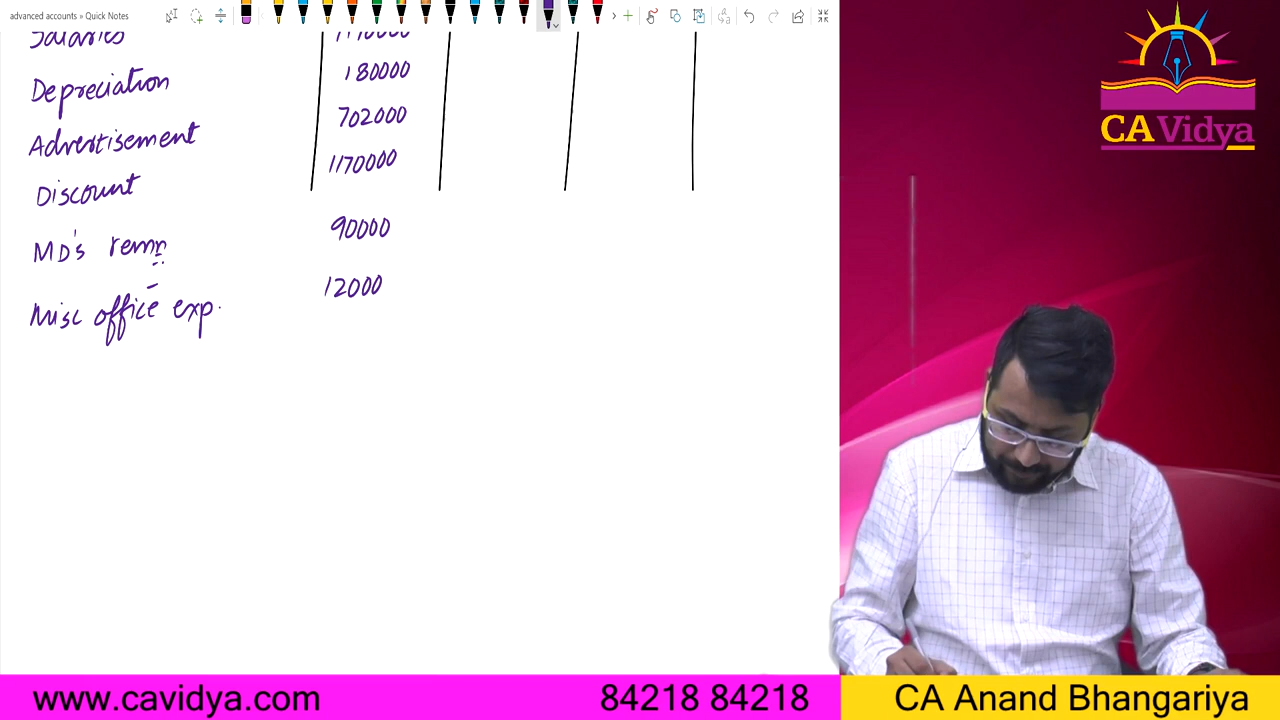 advanced accounts » Quick Notes
Salaries
Depreciation 180000
Advertisement 702000
Discount 1170000
MD's remn 90000
Misc office exp. 12000
CA Vidya
www.cavidya.com 84218 84218 CA Anand Bhangariya